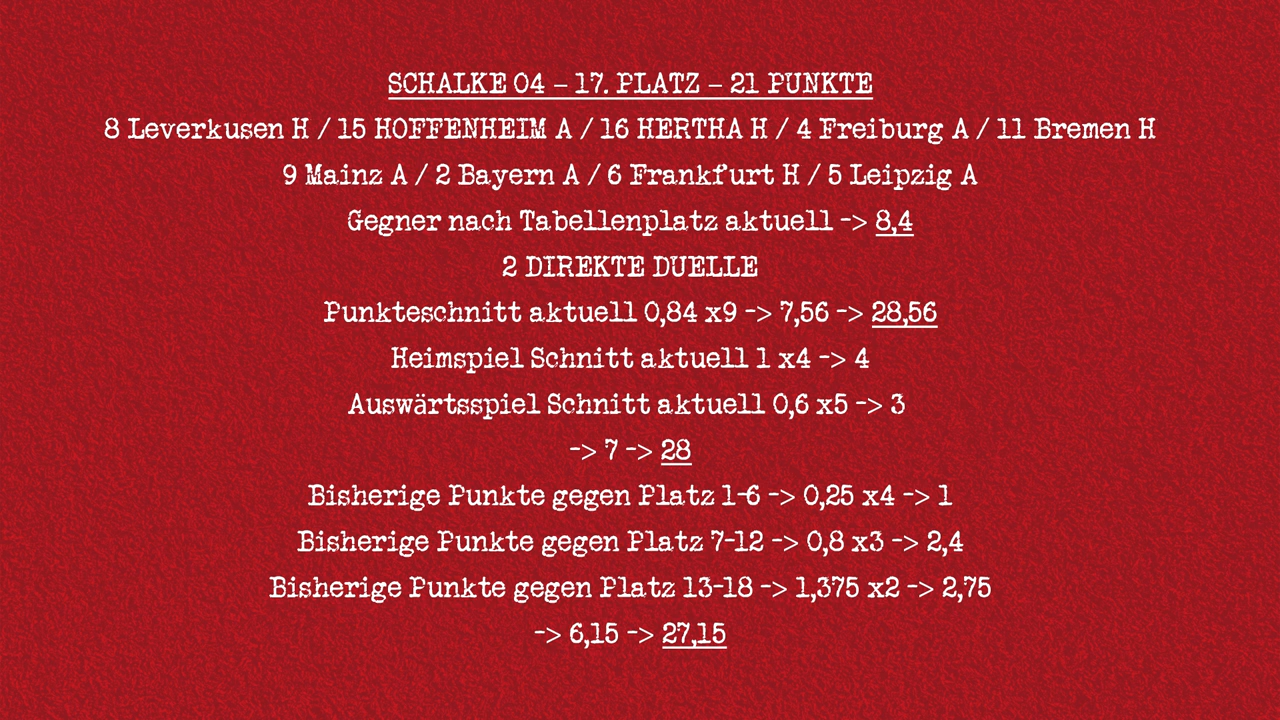 SCHALKE 04 – 17. PLATZ – 21 PUNKTE
8 Leverkusen H / 15 HOFFENHEIM A / 16 HERTHA H / 4 Freiburg A / 11 Bremen H
9 Mainz A / 2 Bayern A / 6 Frankfurt H / 5 Leipzig A
Gegner nach Tabellenplatz aktuell -> 8,4
2 DIREKTE DUELLE
Punkteschnitt aktuell 0,84 x9 -> 7,56 -> 28,56
Heimspiel Schnitt aktuell 1 x4 -> 4
Auswärtsspiel Schnitt aktuell 0,6 x5 -> 3
-> 7 -> 28
Bisherige Punkte gegen Platz 1-6 -> 0,25 x4 -> 1
Bisherige Punkte gegen Platz 7-12 -> 0,8 x3 -> 2,4
Bisherige Punkte gegen Platz 13-18 -> 1,375 x2 -> 2,75
-> 6,15 -> 27,15